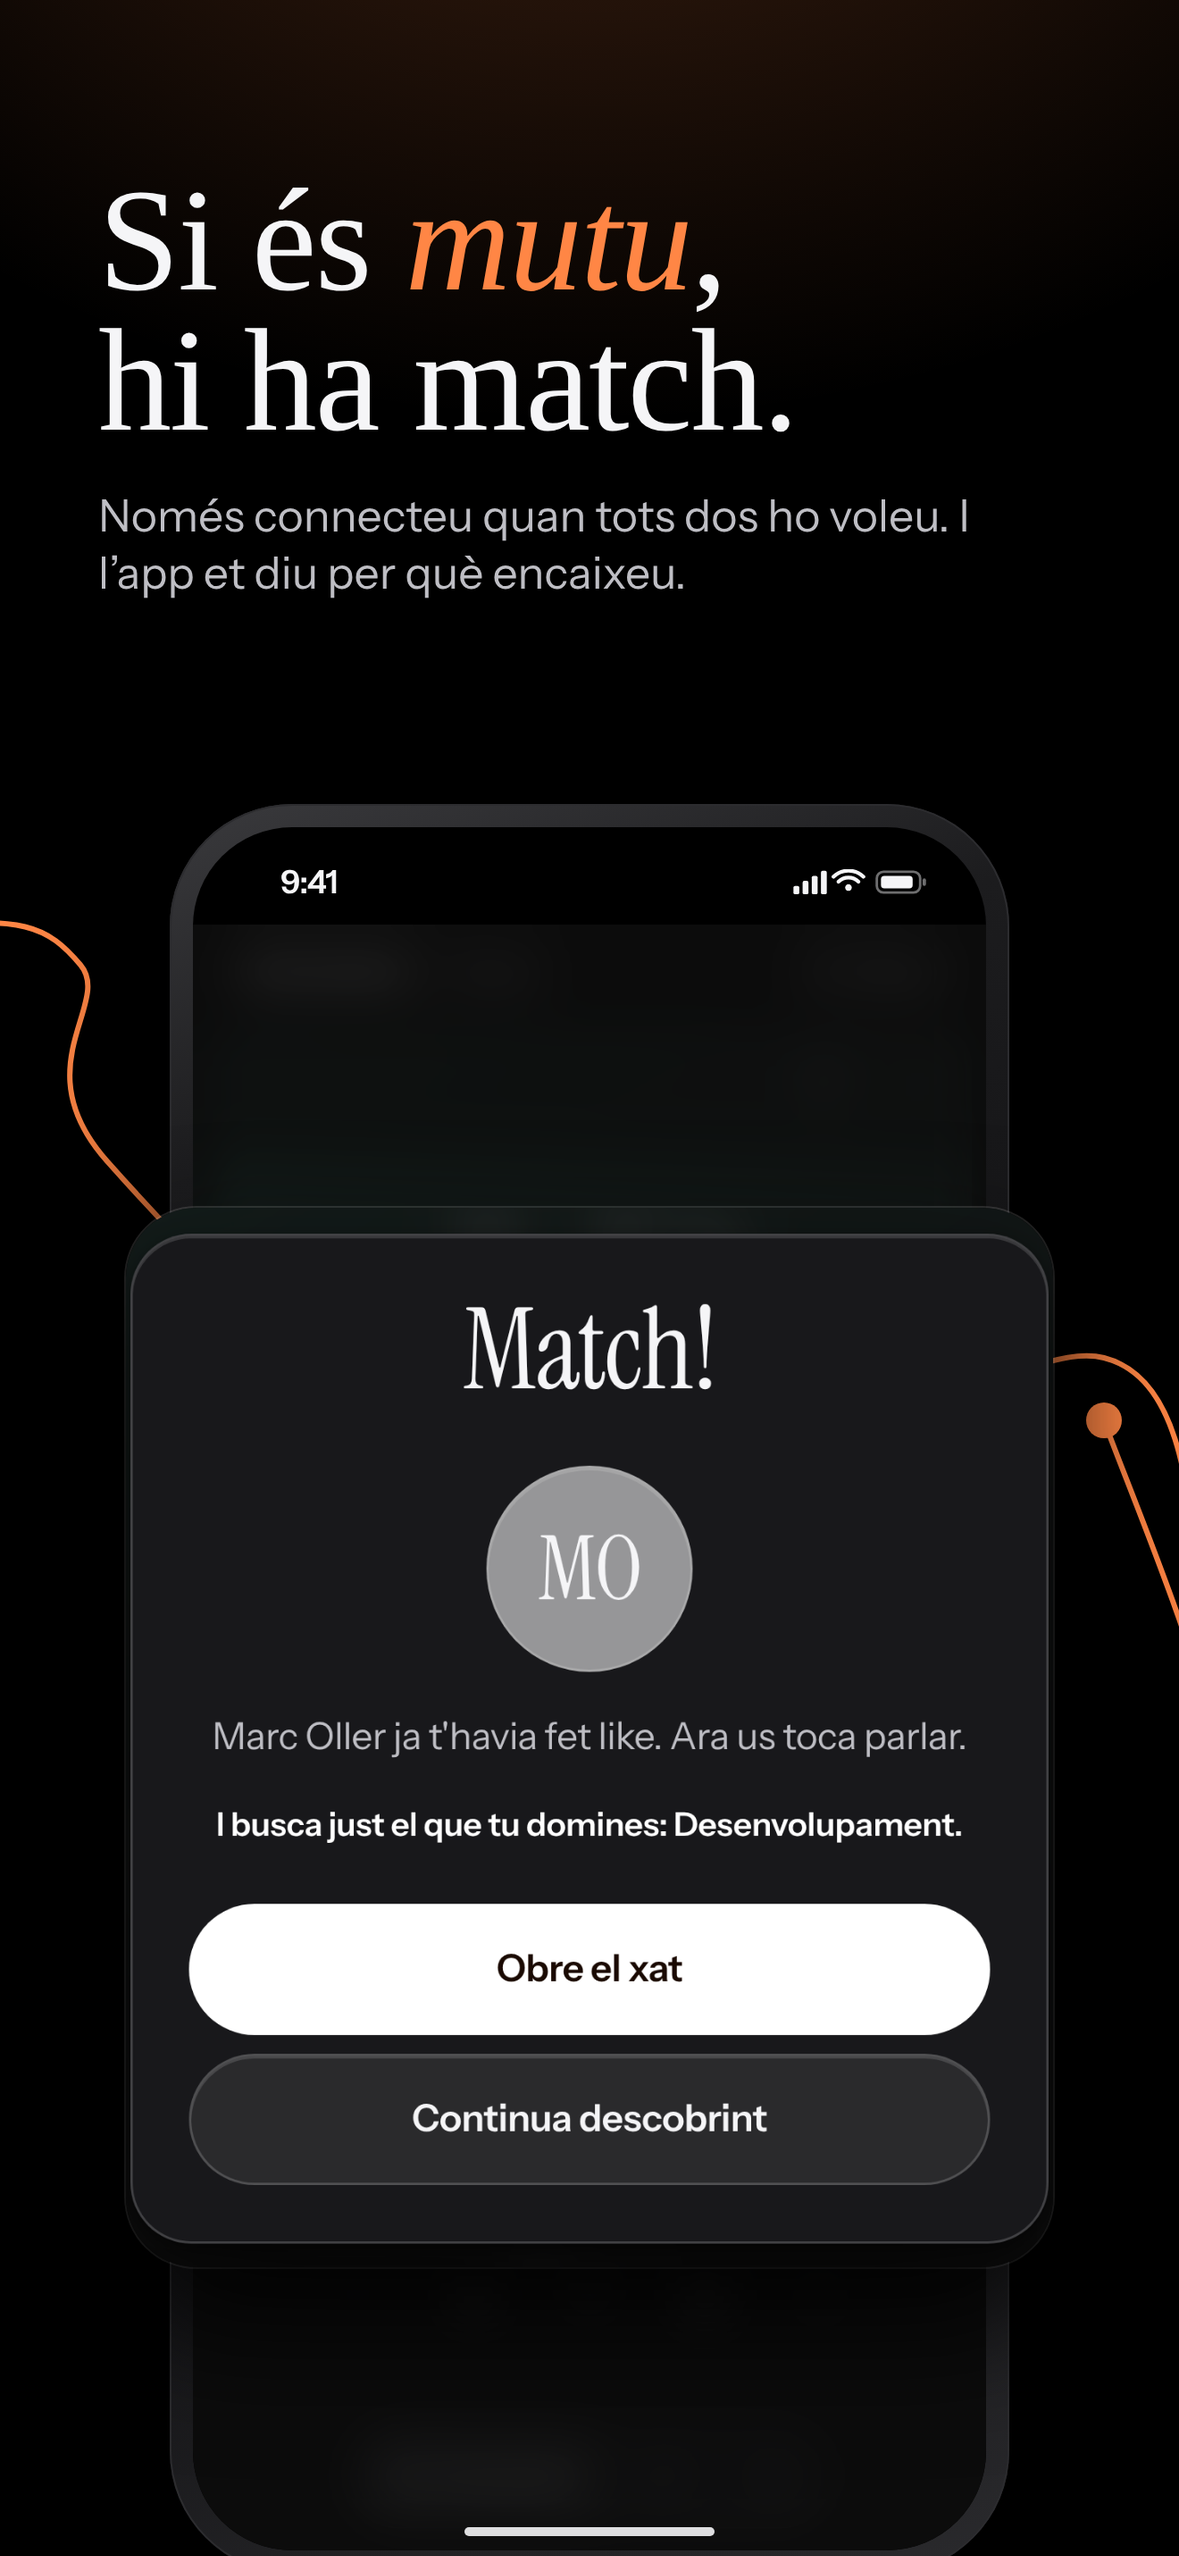 Si és mutu,
hi ha match.
Només connecteu quan tots dos ho voleu. I
l’app et diu per què encaixeu.
9:41
Match!
MO
Marc Oller ja t'havia fet like. Ara us toca parlar.
I busca just el que tu domines: Desenvolupament.
Obre el xat
Continua descobrint